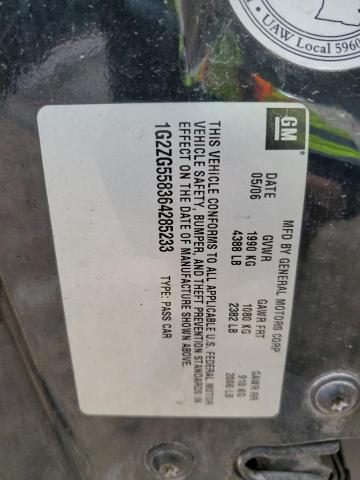 UAW Local 5960
GM
MFD BY GENERAL MOTORS CORP
DATE GVWR GAWR FRT GAWR RR
05/06 1990 KG 1080 KG 910 KG
4388 LB 2382 LB 2006 LB
THIS VEHICLE CONFORMS TO ALL APPLICABLE U.S. FEDERAL MOTOR
VEHICLE SAFETY, BUMPER, AND THEFT PREVENTION STANDARDS IN
EFFECT ON THE DATE OF MANUFACTURE SHOWN ABOVE.
1G2ZG558364285233 TYPE: PASS CAR